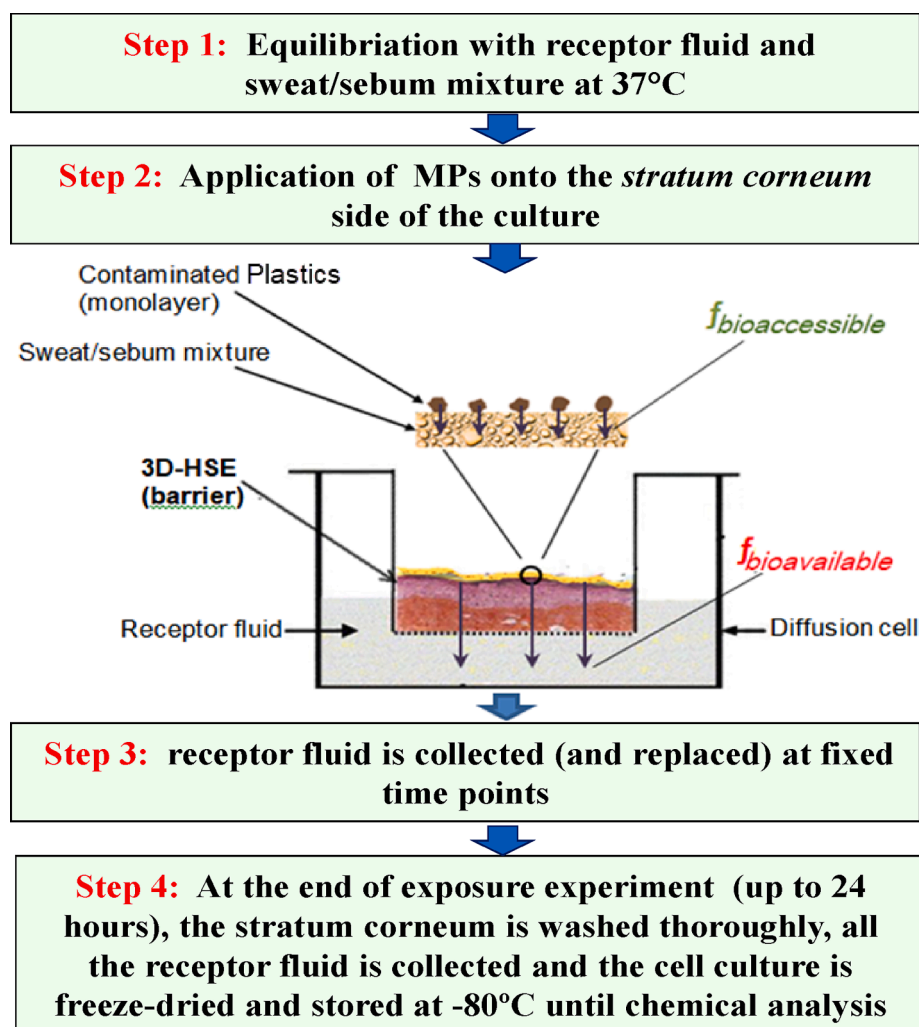 Step 1: Equilibriation with receptor fluid and
sweat/sebum mixture at 37°C
Step 2: Application of MPs onto the stratum corneum
side of the culture
Contaminated Plastics
(monolayer)
fbioaccessible
Sweat/sebum mixture
3D-HSE
(barrier)
fbioavailable
Receptor fluid
Diffusion cell
Step 3: receptor fluid is collected (and replaced) at fixed
time points
Step 4: At the end of exposure experiment (up to 24
hours), the stratum corneum is washed thoroughly, all
the receptor fluid is collected and the cell culture is
freeze-dried and stored at -80ºC until chemical analysis